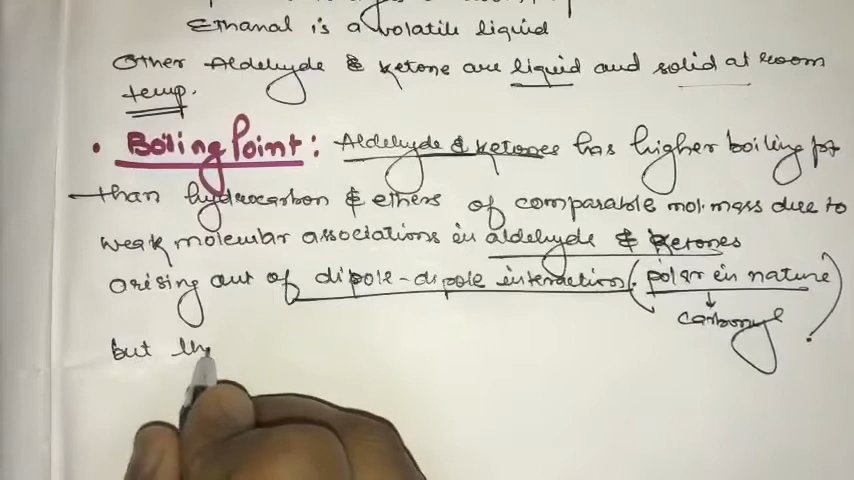 Ethanal is a volatile liquid
Other Aldehyde & ketone are liquid and solid at room
temp.
• Boiling Point: Aldehyde & ketones has higher boiling pt
than hydrocarbon & ethers of comparable mol. mass due to
weak molecular associations in aldehyde & ketones
arising out of dipole-dipole interaction (polar in nature)
↓
carbonyl
but th